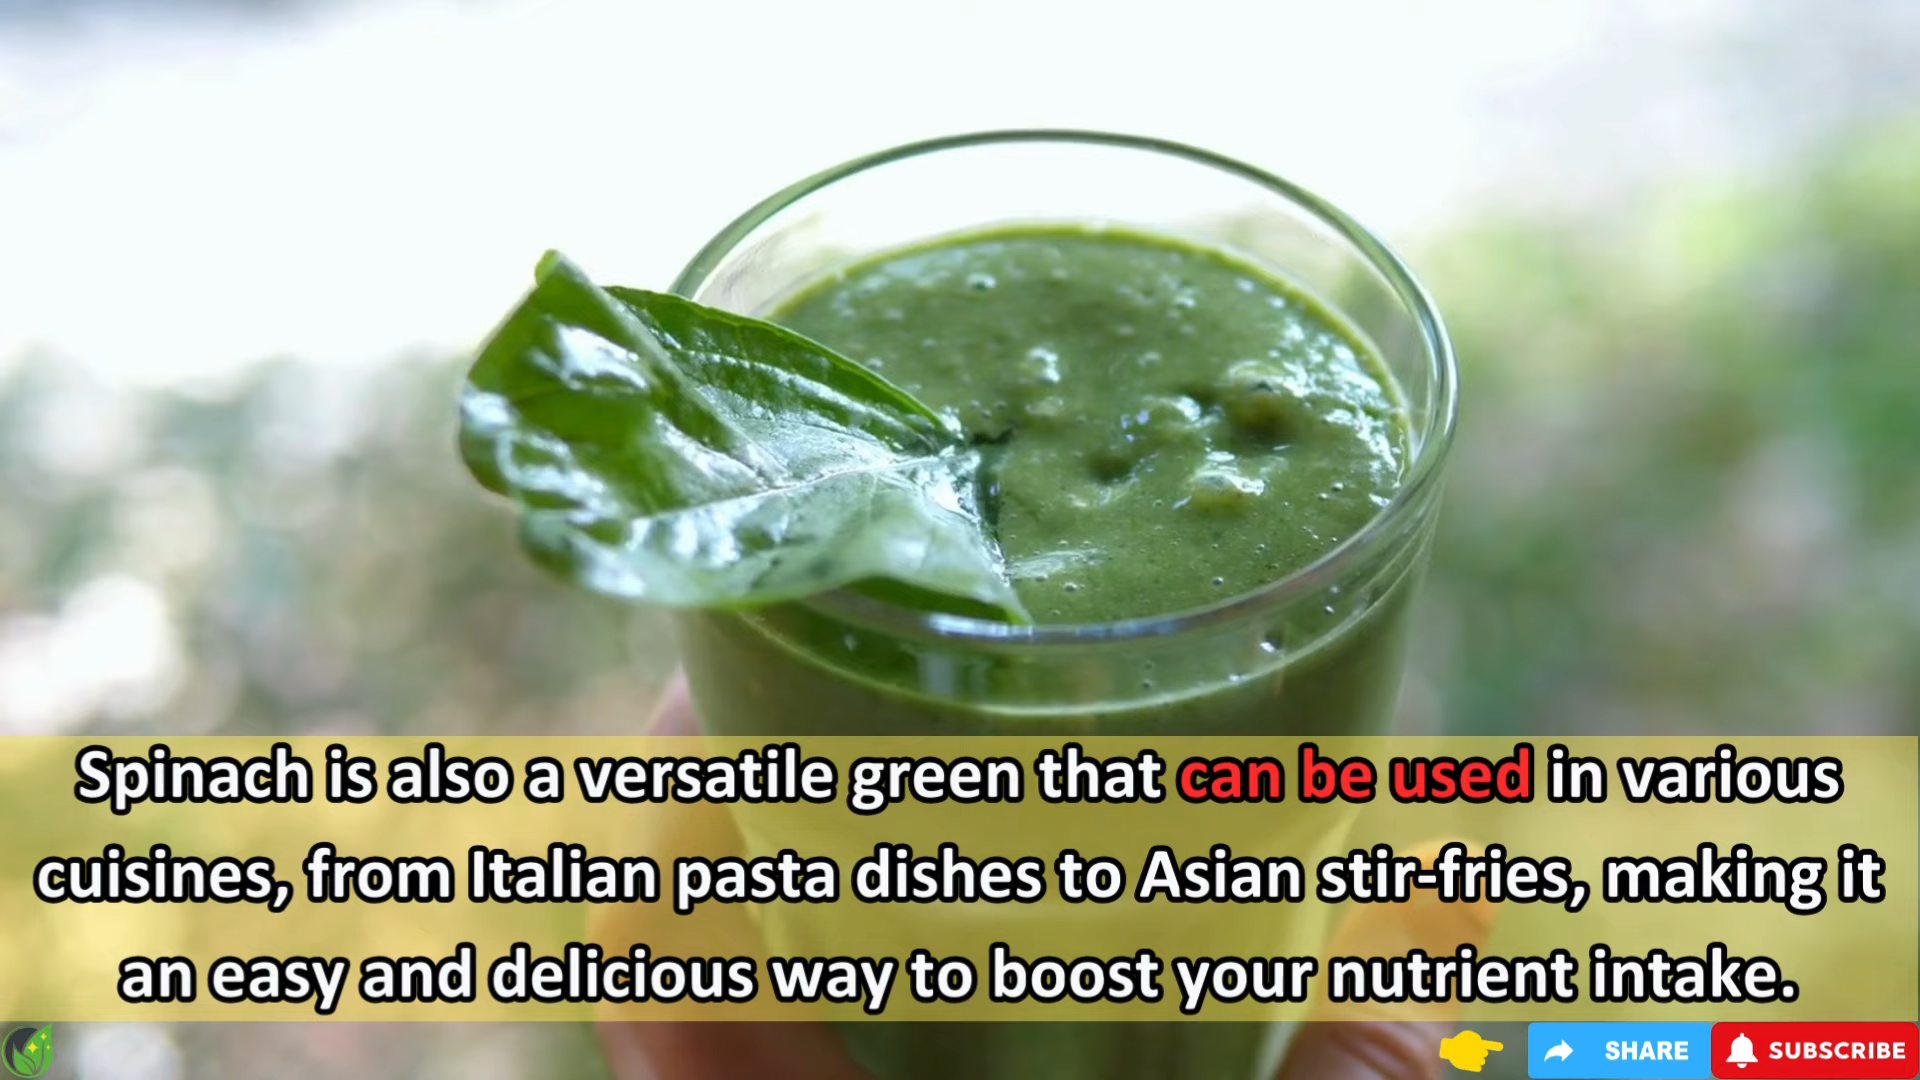 Spinach is also a versatile green that can be used in various
cuisines, from Italian pasta dishes to Asian stir-fries, making it
an easy and delicious way to boost your nutrient intake.
SHARE
SUBSCRIBE